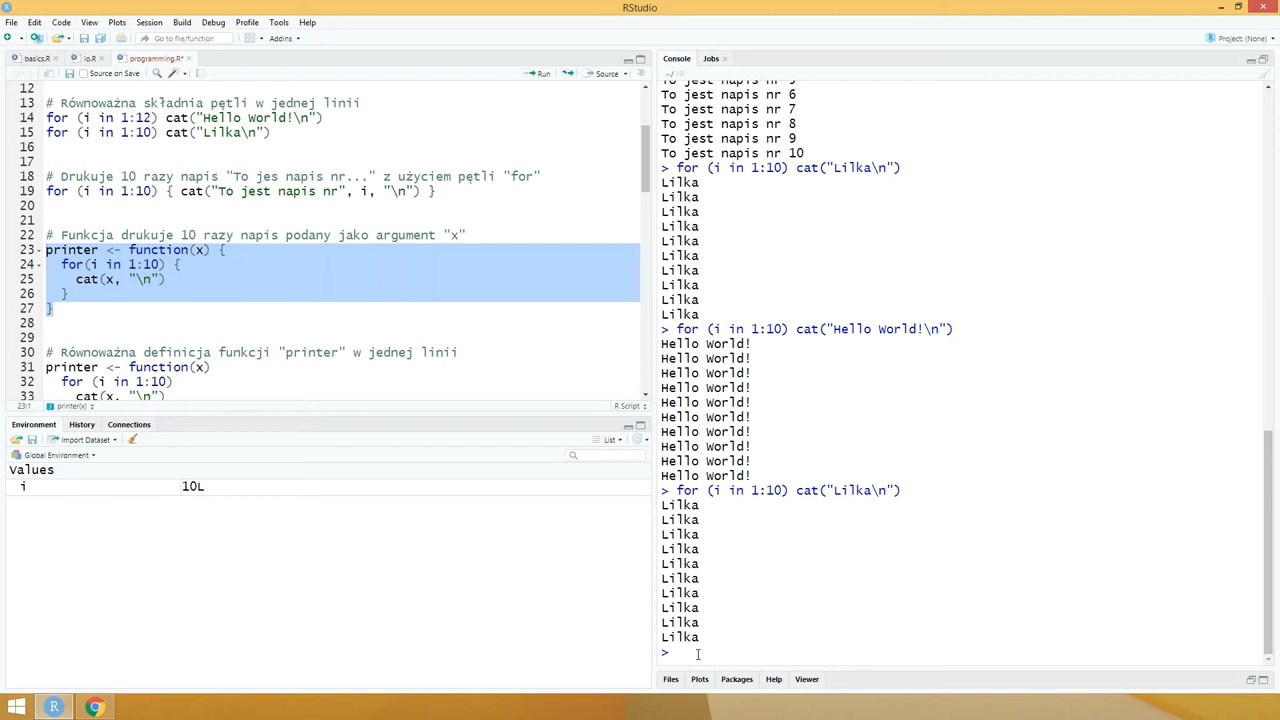 RStudio
File Edit Code View Plots Session Build Debug Profile Tools Help
Go to file/function Addins Project: (None)
basics.R io.R programming.R*
Source on Save Run Source
12
13 # Równoważna składnia pętli w jednej linii
14 for (i in 1:12) cat("Hello World!\n")
15 for (i in 1:10) cat("Lilka\n")
16
17
18 # Drukuje 10 razy napis "To jes napis nr..." z użyciem pętli "for"
19 for (i in 1:10) { cat("To jest napis nr", i, "\n") }
20
21
22 # Funkcja drukuje 10 razy napis podany jako argument "x"
23 printer <- function(x) {
24 for(i in 1:10) {
25 cat(x, "\n")
26 }
27 }
28
29
30 # Równoważna definicja funkcji "printer" w jednej linii
31 printer <- function(x)
32 for (i in 1:10)
33 cat(x, "\n")
23:1 printer(x) R Script
Environment History Connections
Import Dataset List
Global Environment
Values
i 10L
Console Jobs
~/
To jest napis nr 5
To jest napis nr 6
To jest napis nr 7
To jest napis nr 8
To jest napis nr 9
To jest napis nr 10
> for (i in 1:10) cat("Lilka\n")
Lilka
Lilka
Lilka
Lilka
Lilka
Lilka
Lilka
Lilka
Lilka
Lilka
> for (i in 1:10) cat("Hello World!\n")
Hello World!
Hello World!
Hello World!
Hello World!
Hello World!
Hello World!
Hello World!
Hello World!
Hello World!
Hello World!
> for (i in 1:10) cat("Lilka\n")
Lilka
Lilka
Lilka
Lilka
Lilka
Lilka
Lilka
Lilka
Lilka
Lilka
>
Files Plots Packages Help Viewer